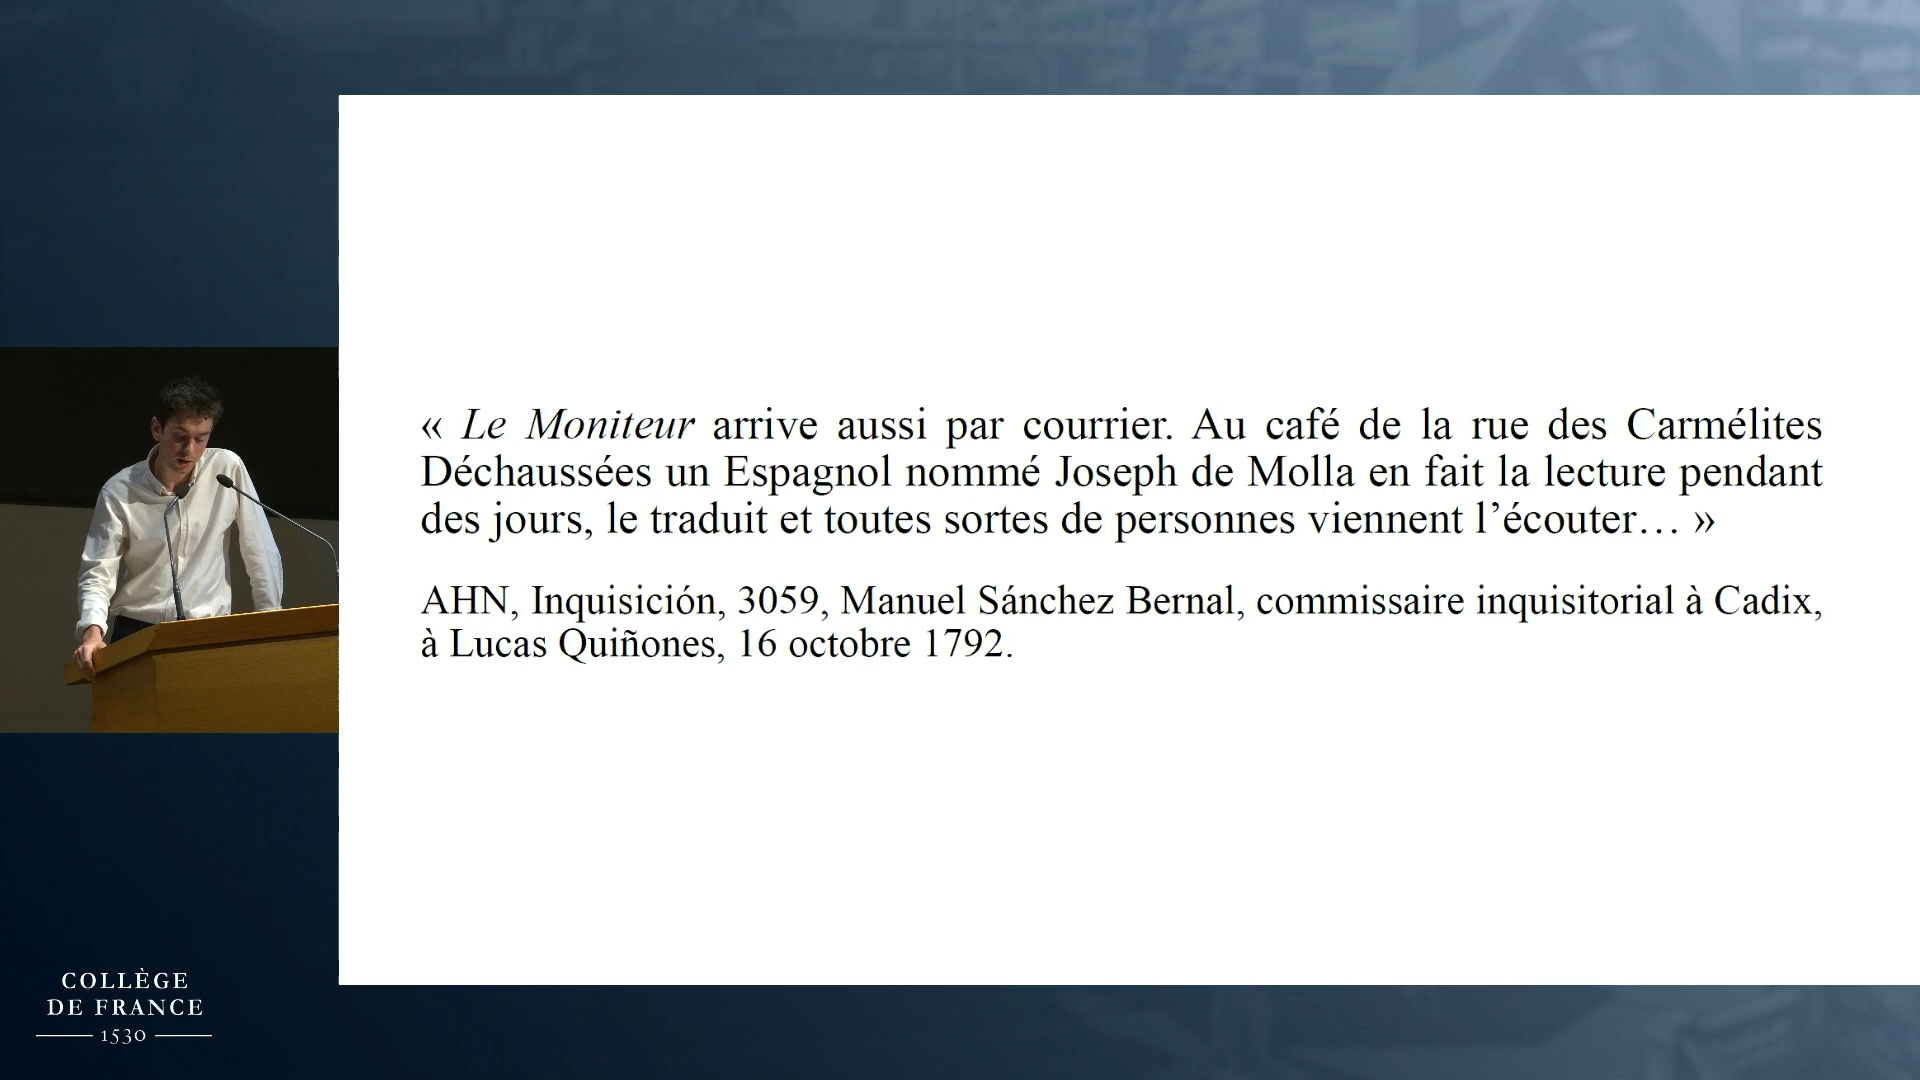 « Le Moniteur arrive aussi par courrier. Au café de la rue des Carmélites
Déchaussées un Espagnol nommé Joseph de Molla en fait la lecture pendant
des jours, le traduit et toutes sortes de personnes viennent l’écouter… »
AHN, Inquisición, 3059, Manuel Sánchez Bernal, commissaire inquisitorial à Cadix,
à Lucas Quiñones, 16 octobre 1792.
COLLÈGE
DE FRANCE
1530